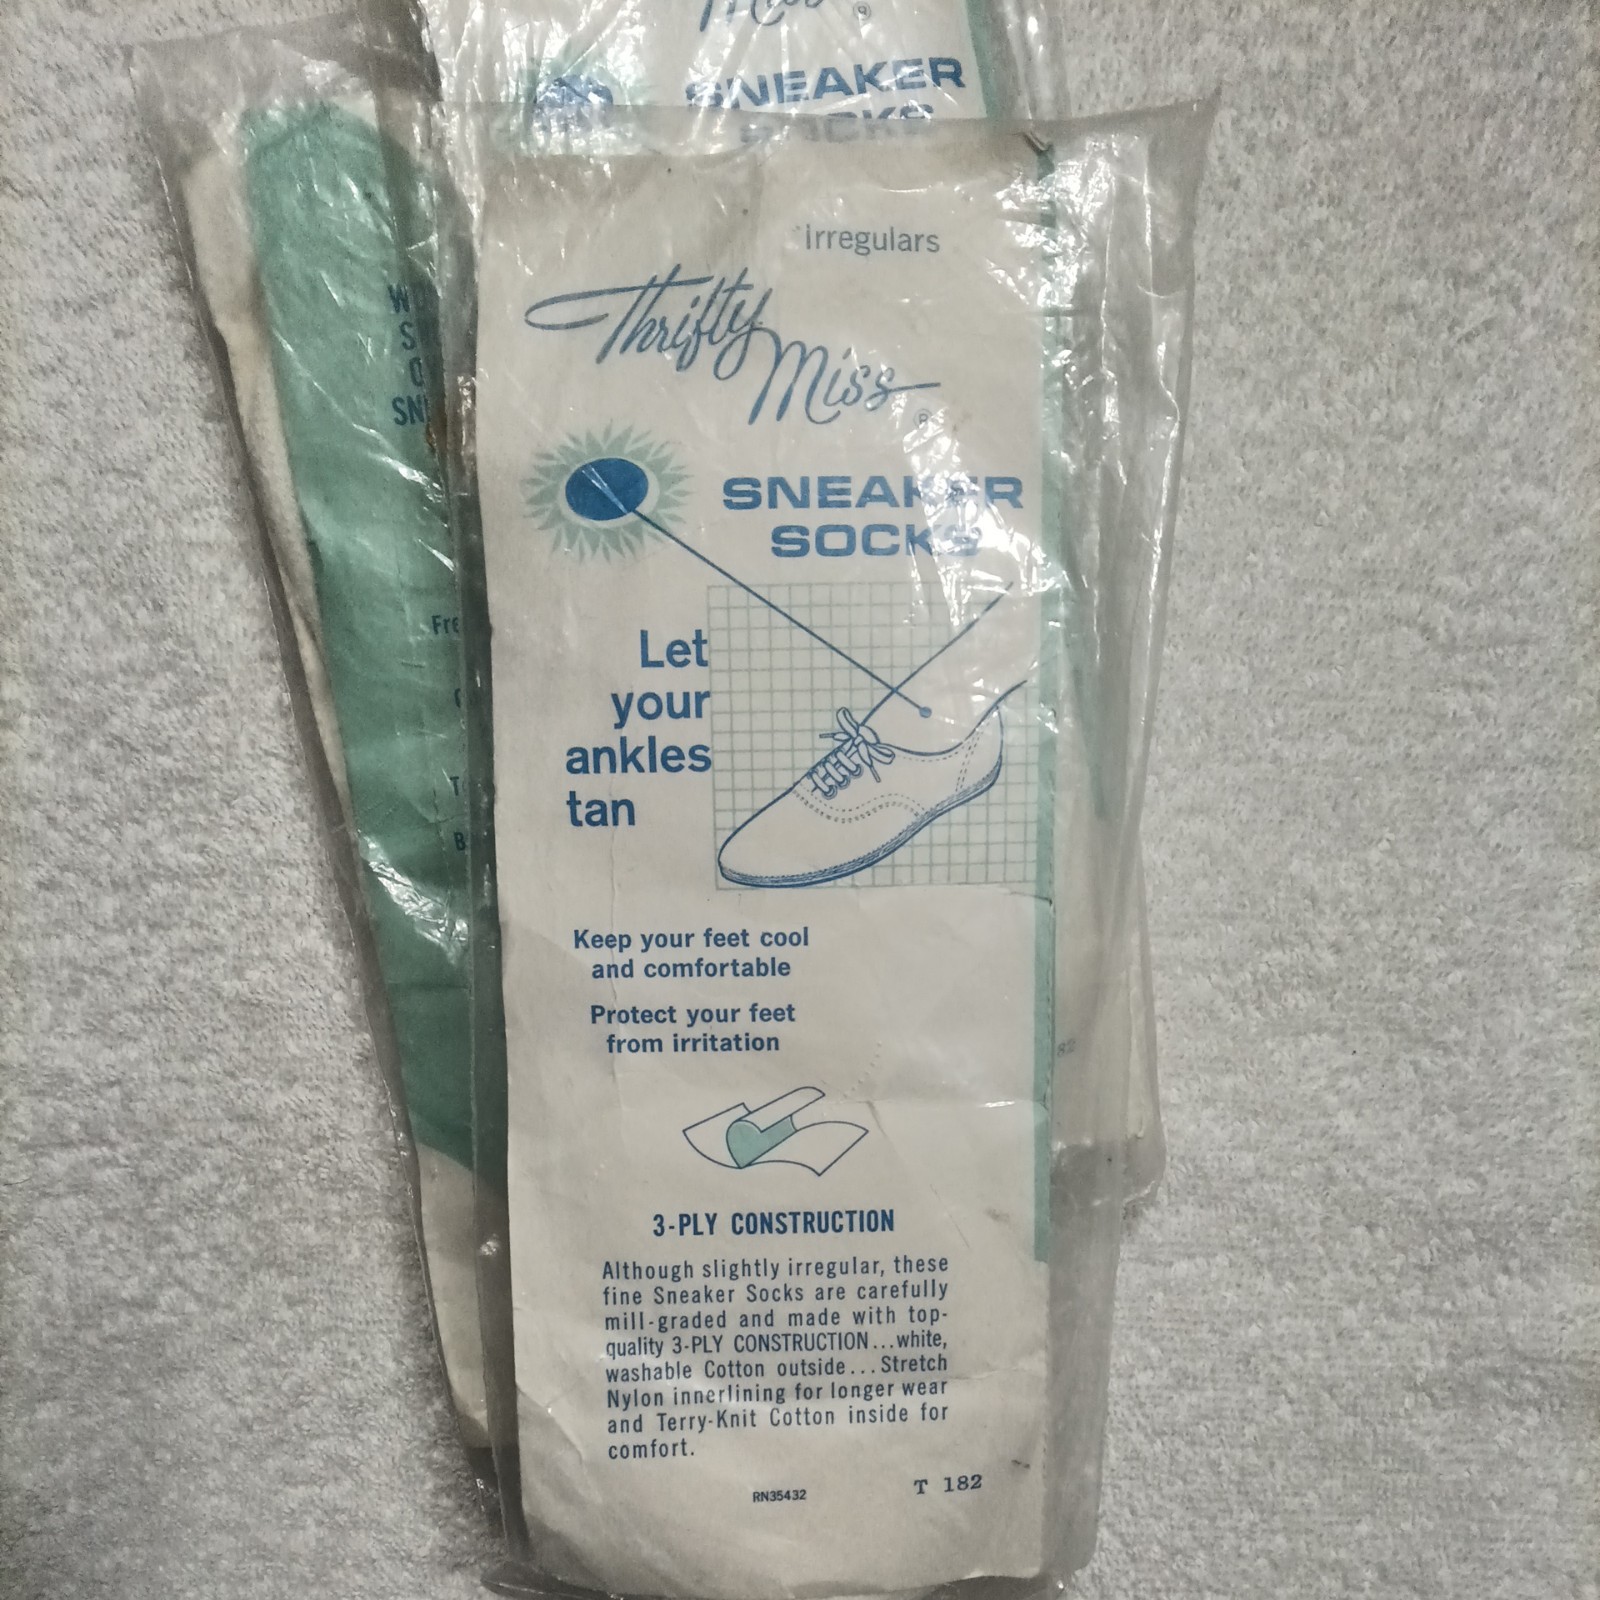 Miss
®
SNEAKER
SOCKS
irregulars
Thrifty
Miss
®
SNEAKER
SOCKS
Let
your
ankles
tan
Keep your feet cool
and comfortable
Protect your feet
from irritation
3-PLY CONSTRUCTION
Although slightly irregular, these
fine Sneaker Socks are carefully
mill-graded and made with top-
quality 3-PLY CONSTRUCTION...white,
washable Cotton outside...Stretch
Nylon innerlining for longer wear
and Terry-Knit Cotton inside for
comfort.
RN35432
T 182
82